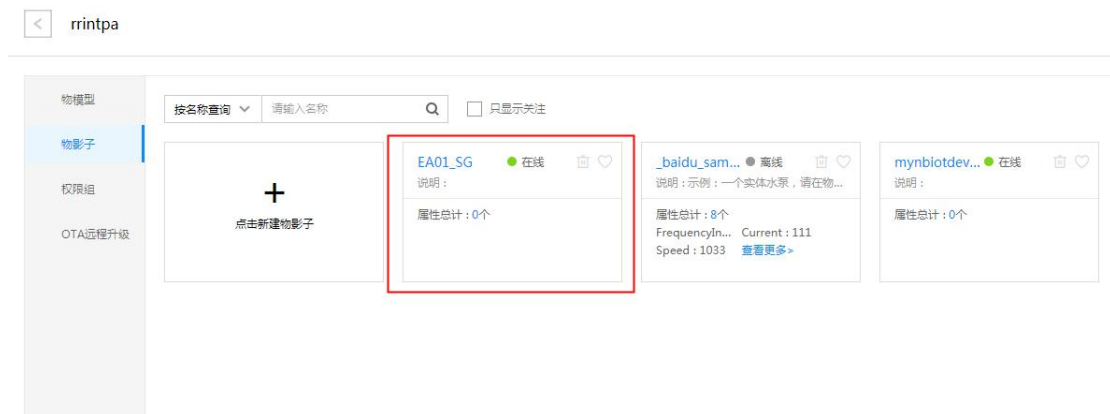 < rrintpa
物模型
物影子
权限组
OTA远程升级
按名称查询 请输入名称 只显示关注
+
点击新建物影子
EA01_SG 在线
说明：
属性总计：0个
_baidu_sam... 离线
说明：示例：一个实体水泵，请在物...
属性总计：8个
FrequencyIn... Current：111
Speed：1033 查看更多>
mynbiotdev... 在线
说明：
属性总计：0个